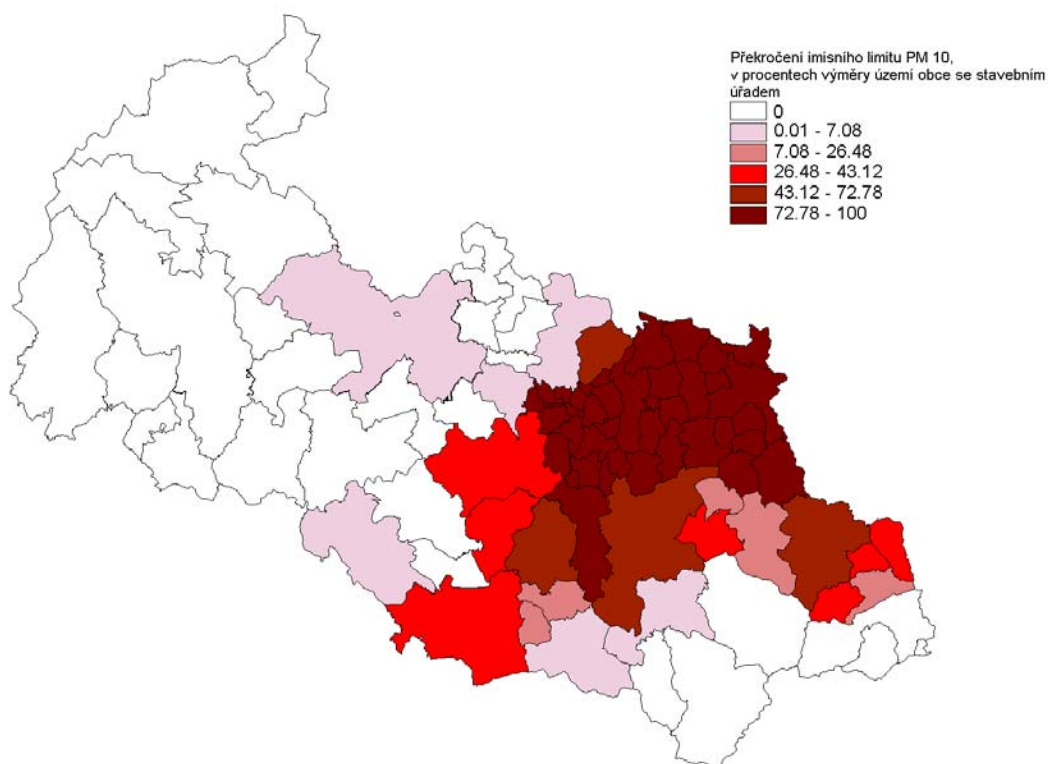 Překročení imisního limitu PM 10,
v procentech výměry území obce se stavebním
úřadem
0
0.01 - 7.08
7.08 - 26.48
26.48 - 43.12
43.12 - 72.78
72.78 - 100